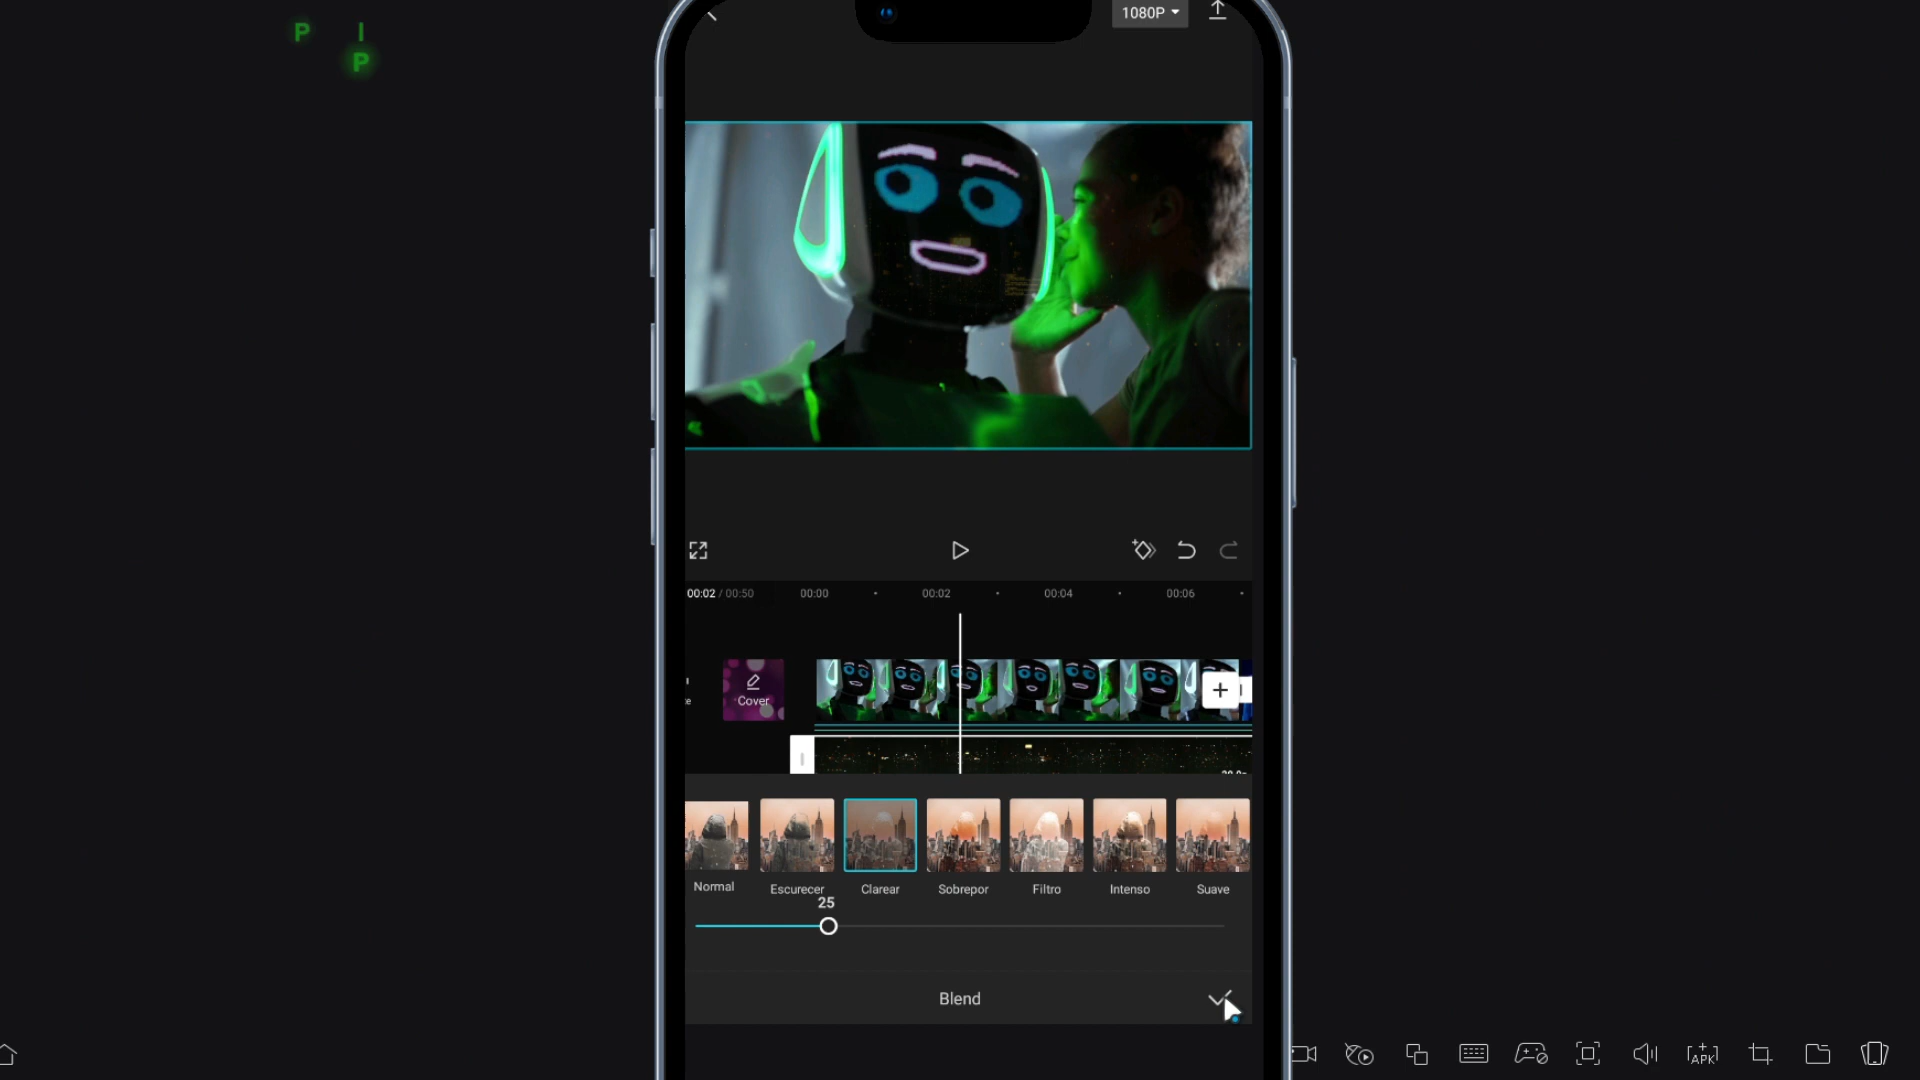 P I
P
1080P
00:02 / 00:50 00:00 00:02 00:04 00:06
Cover
Normal Escurecer Clarear Sobrepor Filtro Intenso Suave
25
Blend
APK